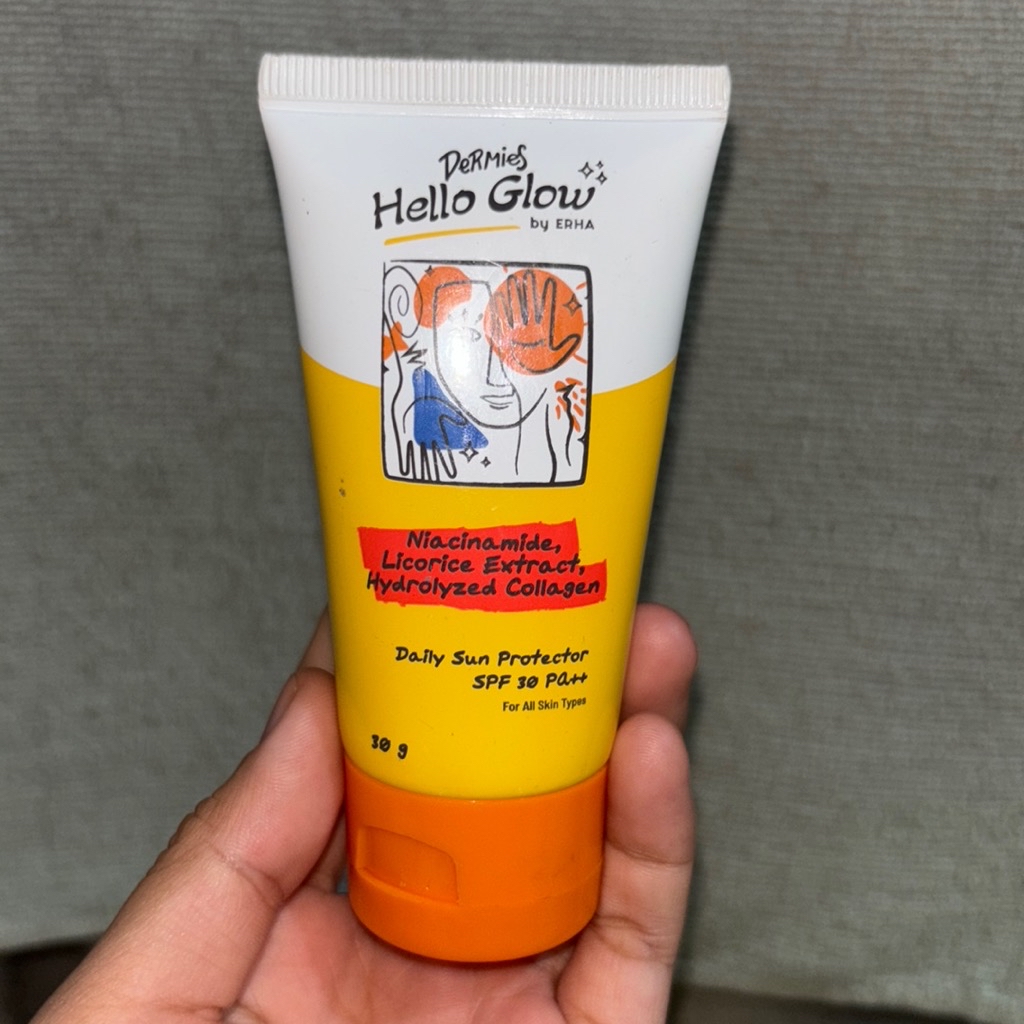 DeRMieS
Hello Glow
by ERHA
Niacinamide,
Licorice Extract,
Hydrolyzed Collagen
Daily Sun Protector
SPF 30 PA++
For All Skin Types
30 g